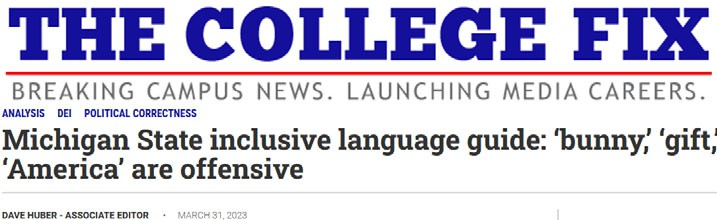 THE COLLEGE FIX
BREAKING CAMPUS NEWS. LAUNCHING MEDIA CAREERS.
ANALYSIS DEI POLITICAL CORRECTNESS
Michigan State inclusive language guide: ‘bunny,’ ‘gift,’
‘America’ are offensive
DAVE HUBER - ASSOCIATE EDITOR • MARCH 31, 2023